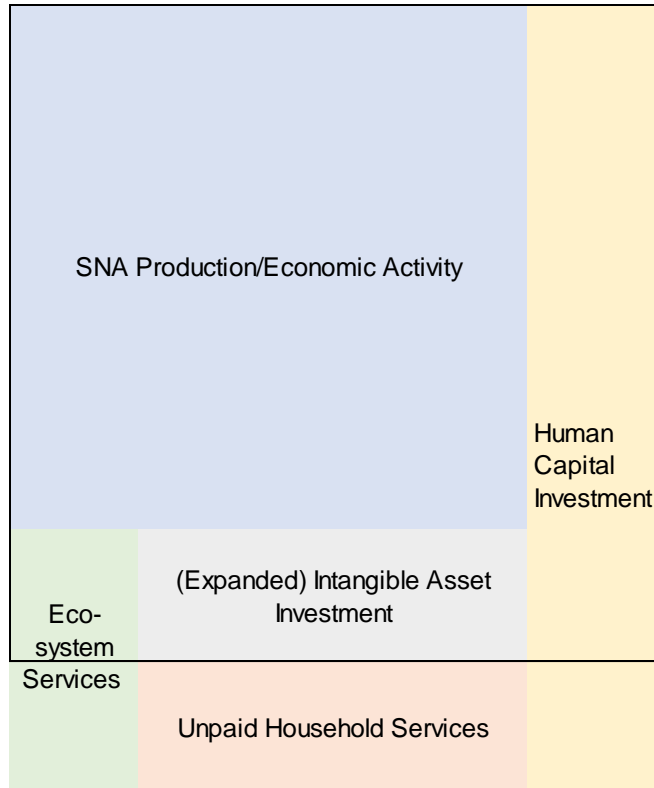 SNA Production/Economic Activity
Human
Capital
Investment
(Expanded) Intangible Asset
Investment
Eco-
system
Services
Unpaid Household Services